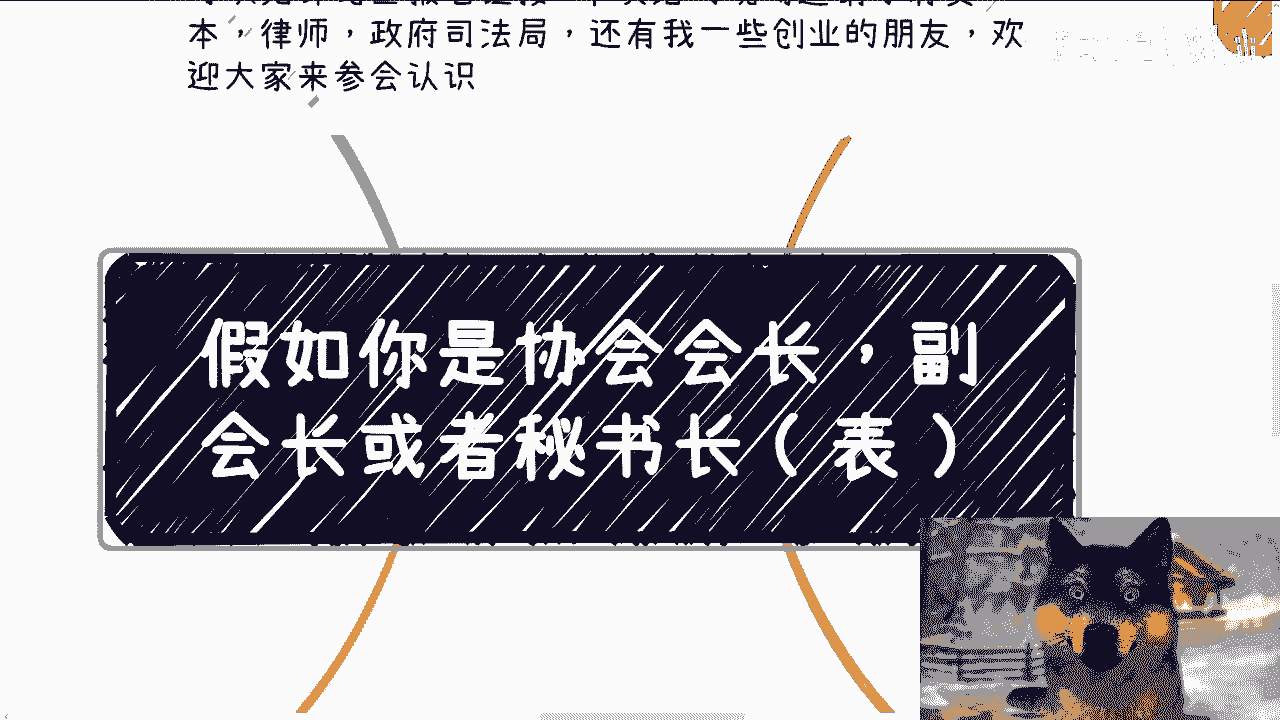 本，律师，政府司法局，还有我一些创业的朋友，欢
迎大家来参会认识
假如你是协会会长，副
会长或者秘书长（表）